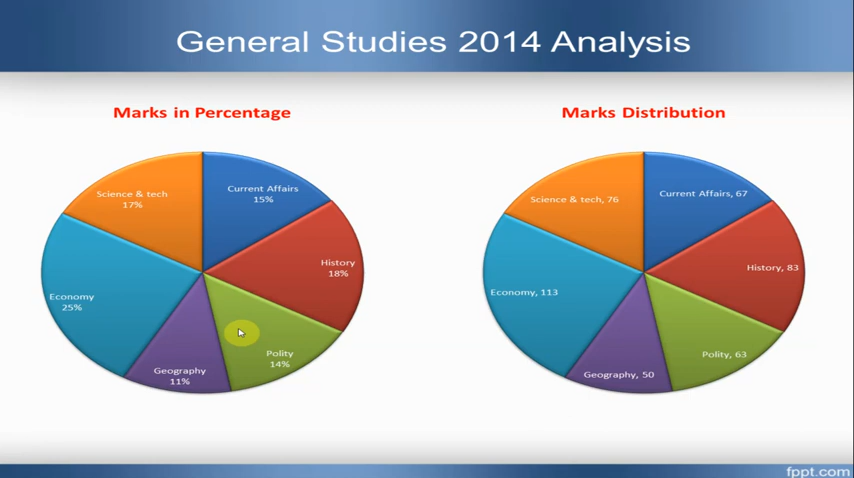 General Studies 2014 Analysis
Marks in Percentage
Science & tech
17%
Current Affairs
15%
History
18%
Polity
14%
Geography
11%
Economy
25%
Marks Distribution
Science & tech, 76
Current Affairs, 67
History, 83
Polity, 63
Geography, 50
Economy, 113
fppt.com